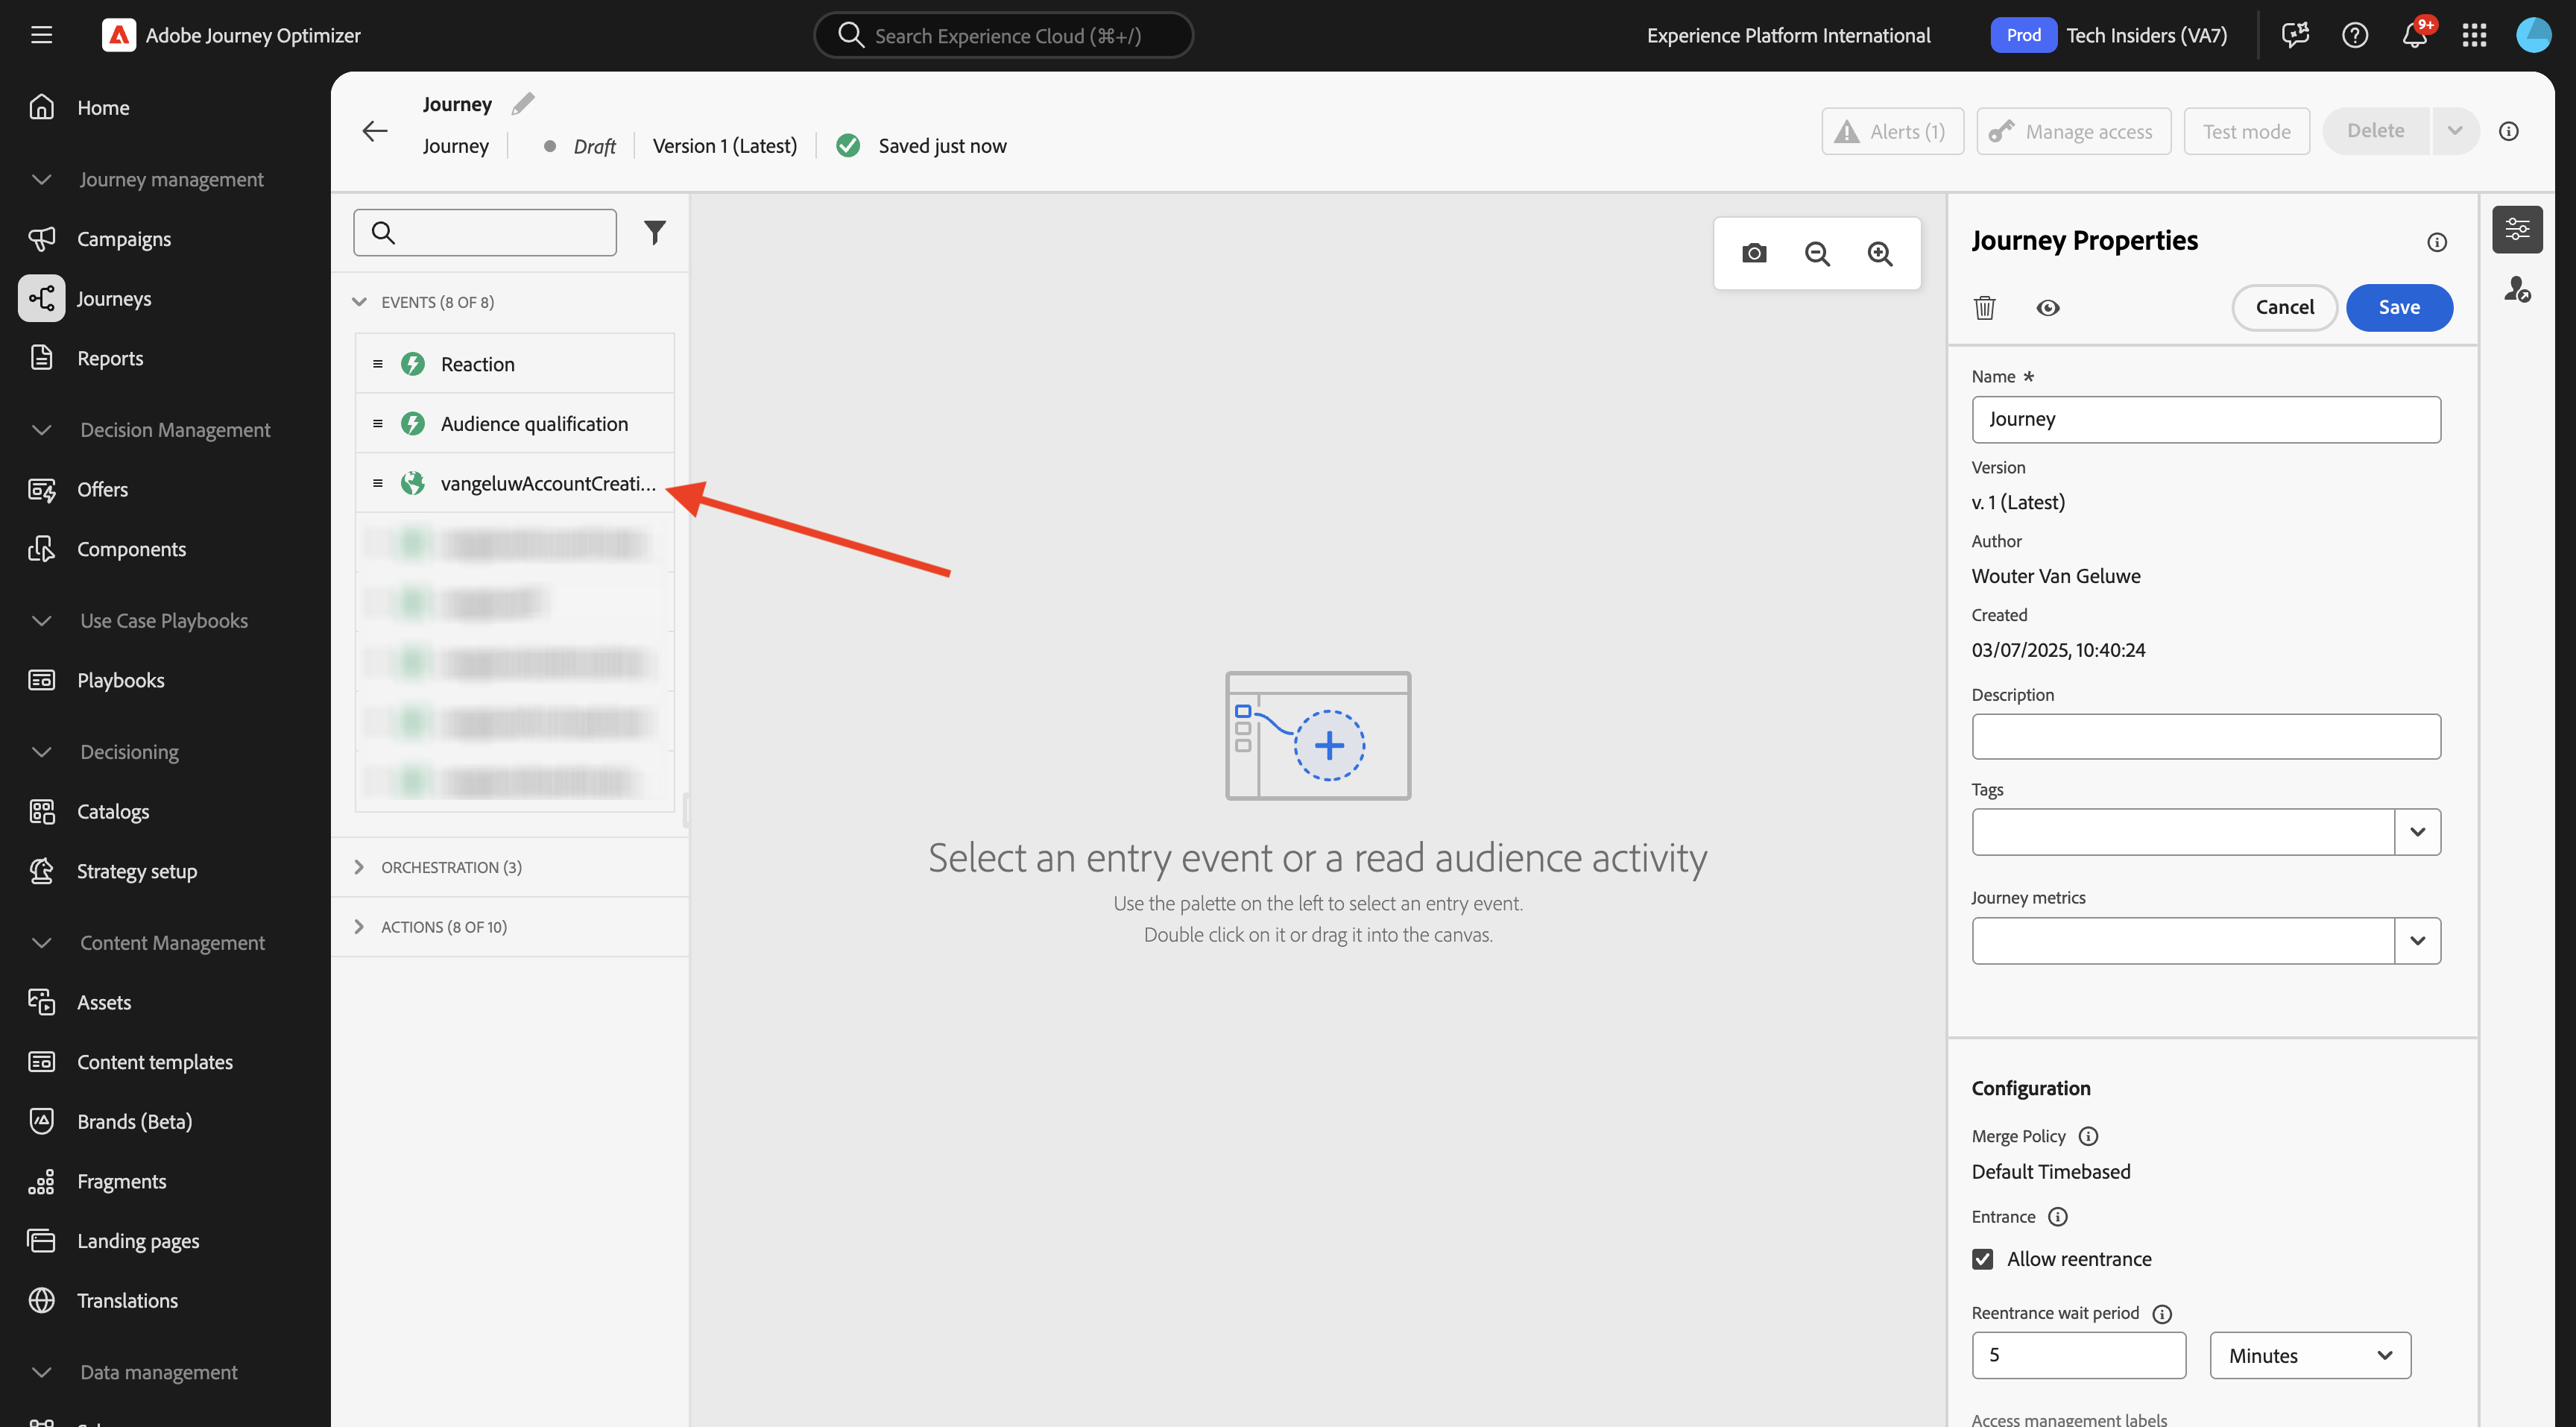 Adobe Journey Optimizer
Search Experience Cloud (⌘+/)
Experience Platform International
Prod
Tech Insiders (VA7)
9+
Home
Journey management
Campaigns
Journeys
Reports
Decision Management
Offers
Components
Use Case Playbooks
Playbooks
Decisioning
Catalogs
Strategy setup
Content Management
Assets
Content templates
Brands (Beta)
Fragments
Landing pages
Translations
Data management
Journey
Journey
Draft
Version 1 (Latest)
Saved just now
Alerts (1)
Manage access
Test mode
Delete
EVENTS (8 OF 8)
Reaction
Audience qualification
vangeluwAccountCreati...
ORCHESTRATION (3)
ACTIONS (8 OF 10)
Select an entry event or a read audience activity
Use the palette on the left to select an entry event.
Double click on it or drag it into the canvas.
Journey Properties
Cancel
Save
Name *
Journey
Version
v. 1 (Latest)
Author
Wouter Van Geluwe
Created
03/07/2025, 10:40:24
Description
Tags
Journey metrics
Configuration
Merge Policy
Default Timebased
Entrance
Allow reentrance
Reentrance wait period
5
Minutes
Access management labels